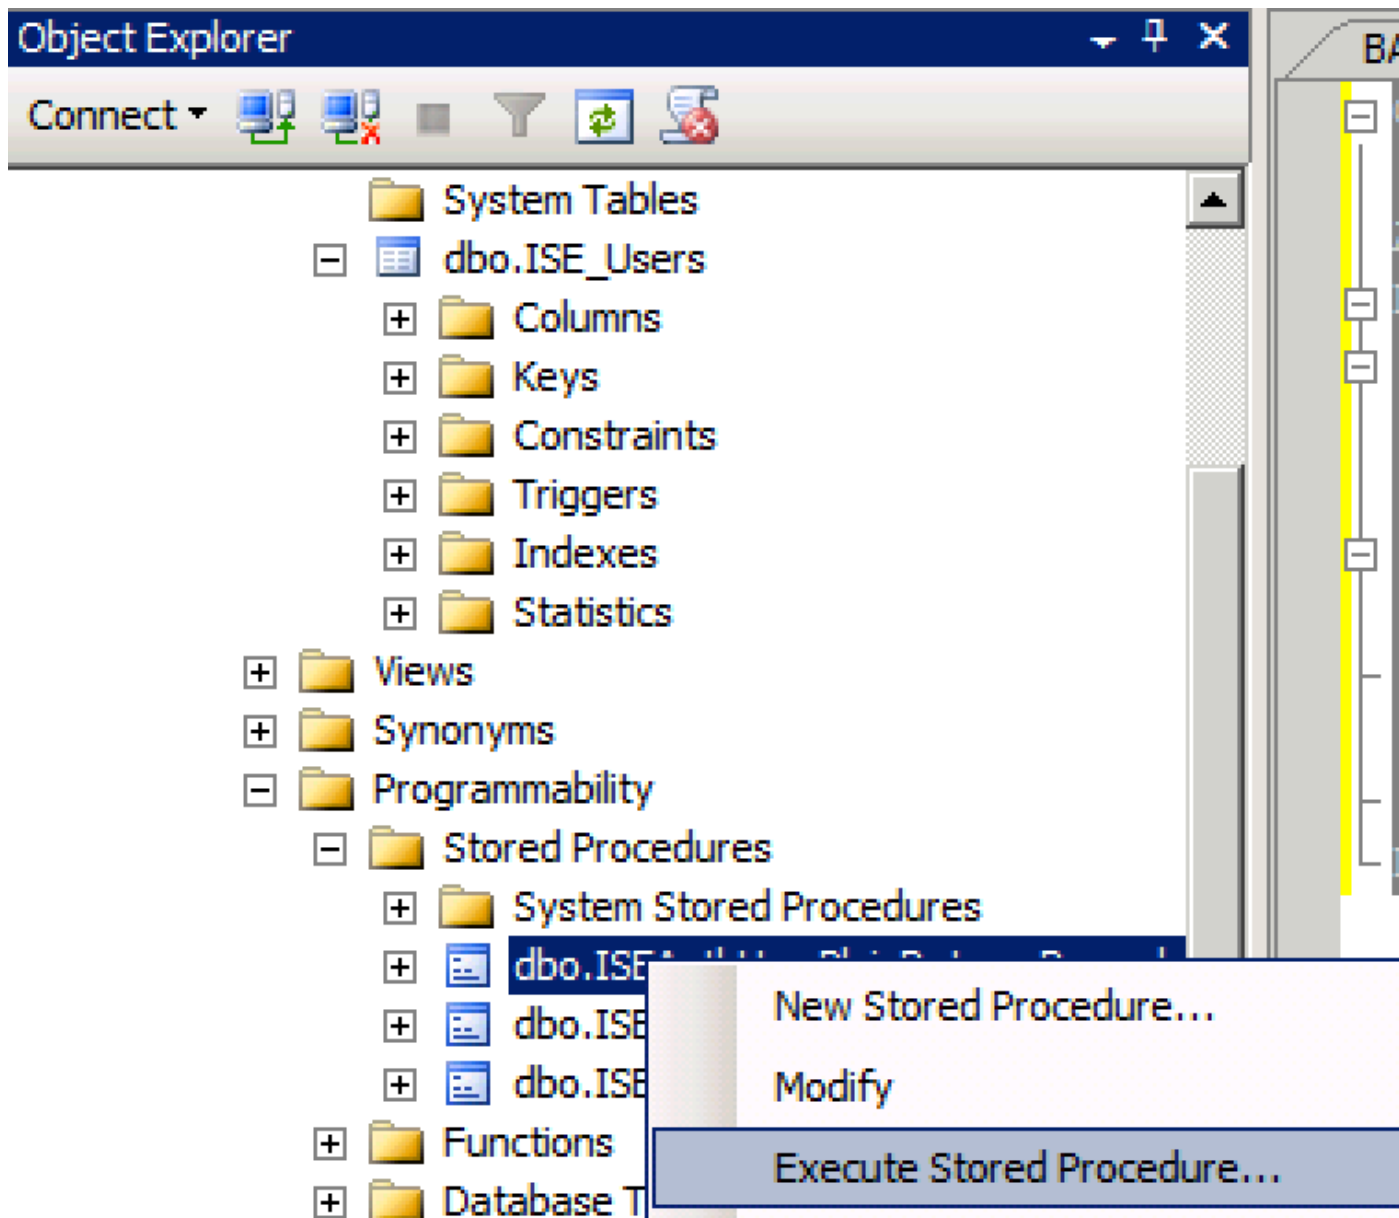 Object Explorer
BA
Connect
System Tables
dbo.ISE_Users
Columns
Keys
Constraints
Triggers
Indexes
Statistics
Views
Synonyms
Programmability
Stored Procedures
System Stored Procedures
dbo.ISE
New Stored Procedure...
dbo.ISE
Modify
dbo.ISE
Functions
Execute Stored Procedure...
Database T